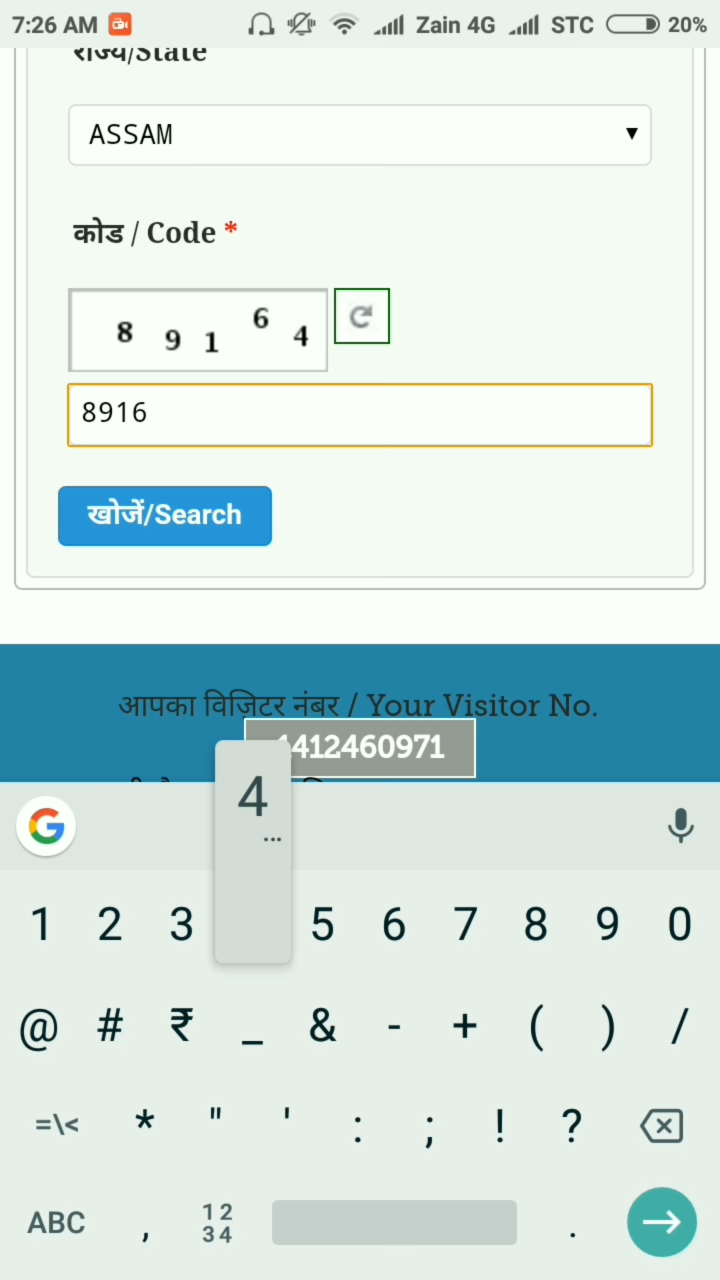 7:26 AM Zain 4G STC 20%
राज्य/State
ASSAM
कोड / Code *
8 9 1 6 4
8916
खोजें/Search
आपका विज़िटर नंबर / Your Visitor No.
412460971
4
...
1 2 3 5 6 7 8 9 0
@ # ₹ _ & - + ( ) /
=\< * " ' : ; ! ?
ABC , 12 34 .